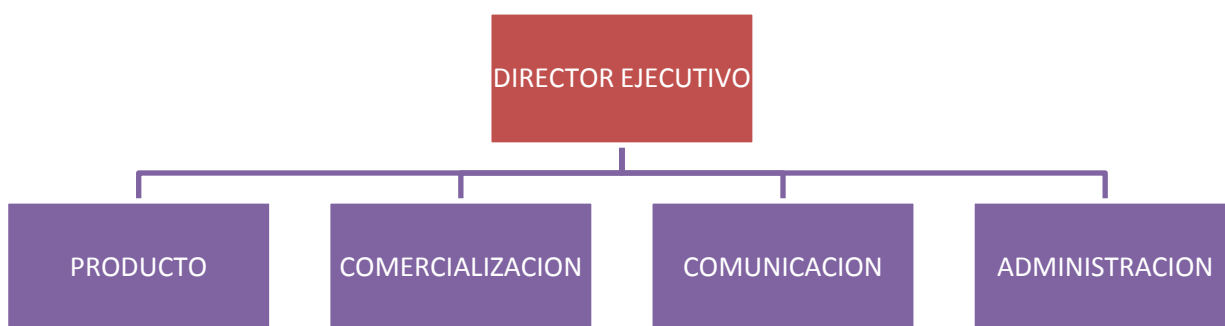 DIRECTOR EJECUTIVO
PRODUCTO
COMERCIALIZACION
COMUNICACION
ADMINISTRACION